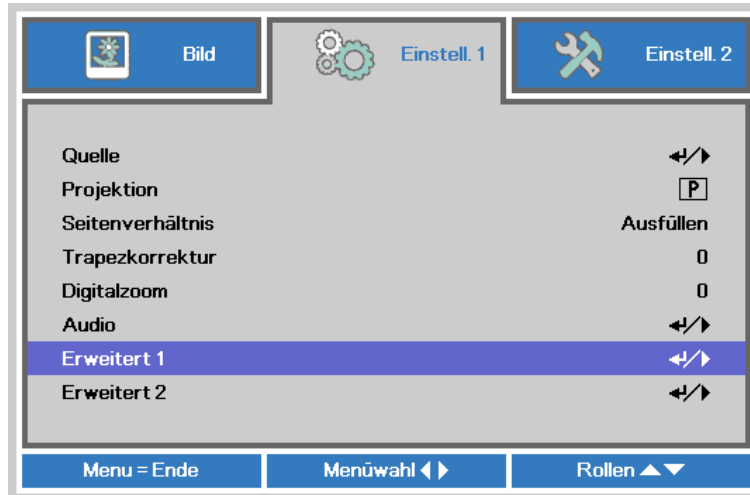 Bild Einstell. 1 Einstell. 2
Quelle
Projektion P
Seitenverhältnis Ausfüllen
Trapezkorrektur 0
Digitalzoom 0
Audio
Erweitert 1
Erweitert 2
Menu = Ende Menüwahl Rollen